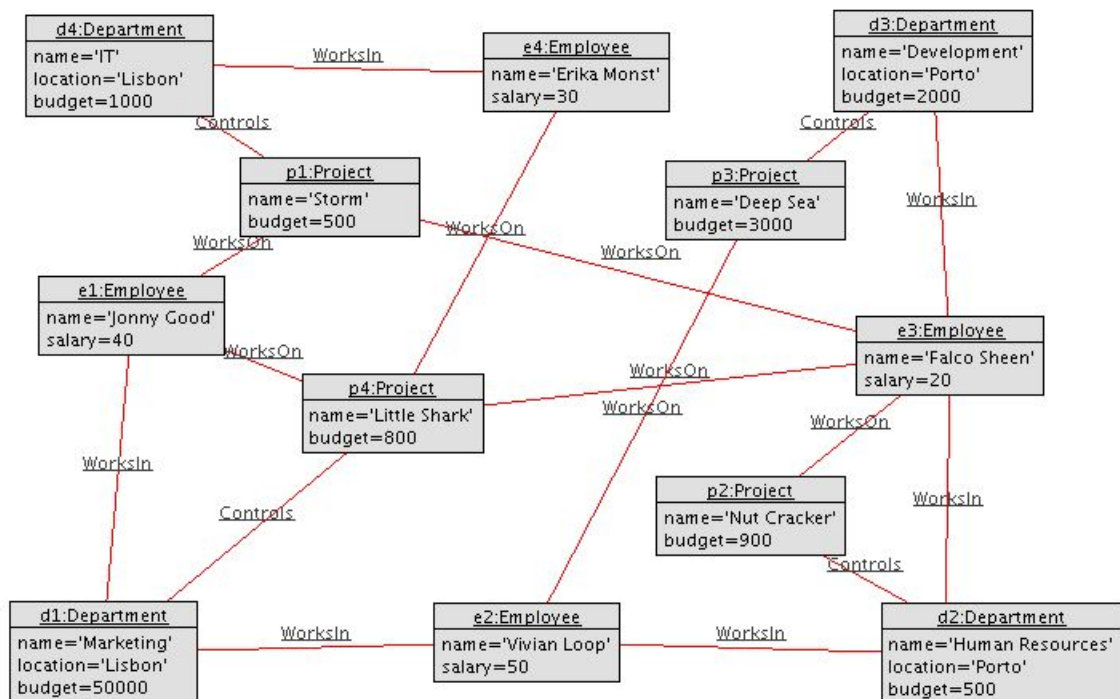 d4:Department
name='IT'
location='Lisbon'
budget=1000
WorksIn
e4:Employee
name='Erika Monst'
salary=30
d3:Department
name='Development'
location='Porto'
budget=2000
Controls
Controls
p1:Project
name='Storm'
budget=500
p3:Project
name='Deep Sea'
budget=3000
WorksIn
WorksOn
WorksOn
WorksOn
e1:Employee
name='Jonny Good'
salary=40
e3:Employee
name='Falco Sheen'
salary=20
WorksOn
p4:Project
name='Little Shark'
budget=800
WorksOn
WorksOn
WorksOn
WorksIn
p2:Project
name='Nut Cracker'
budget=900
WorksIn
Controls
Controls
d1:Department
name='Marketing'
location='Lisbon'
budget=50000
WorksIn
e2:Employee
name='Vivian Loop'
salary=50
WorksIn
d2:Department
name='Human Resources'
location='Porto'
budget=500